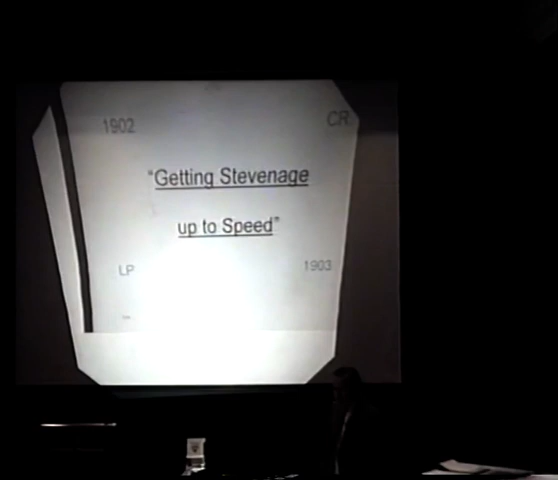 1902 CR
"Getting Stevenage
up to Speed"
LP 1903